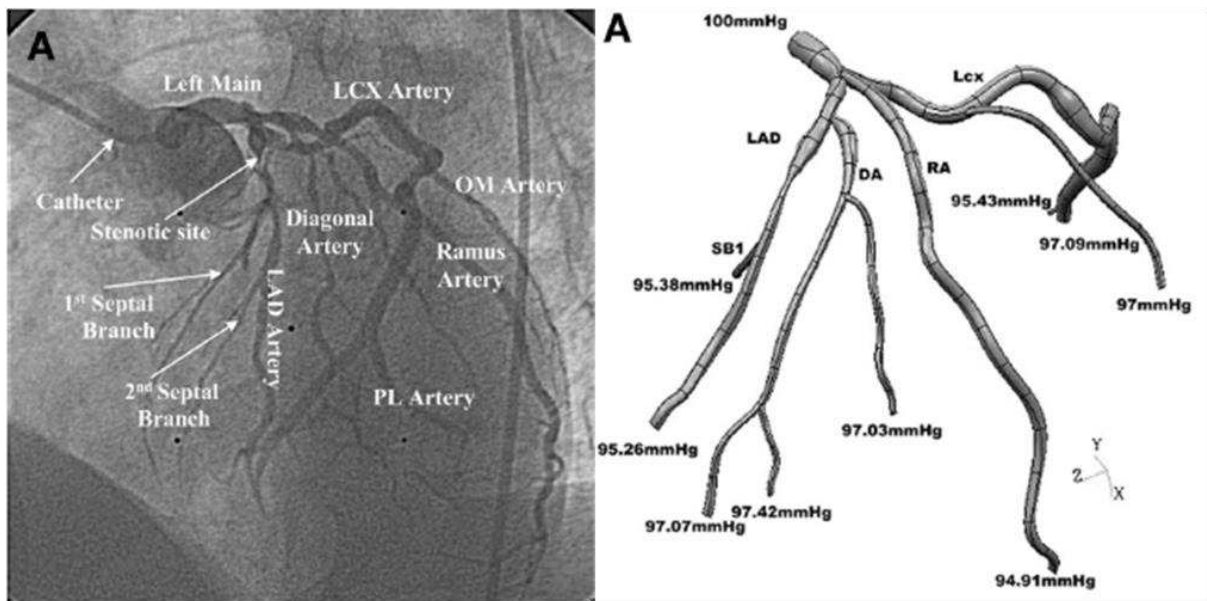 A
Left Main
LCX Artery
Catheter
Stenotic site
OM Artery
Diagonal
Artery
Ramus
Artery
1st Septal
Branch
LAD Artery
2nd Septal
Branch
PL Artery
A
100mmHg
Lcx
LAD
DA
RA
95.43mmHg
97.09mmHg
SB1
95.38mmHg
97mmHg
97.03mmHg
95.26mmHg
97.42mmHg
97.07mmHg
94.91mmHg
Y
Z
X